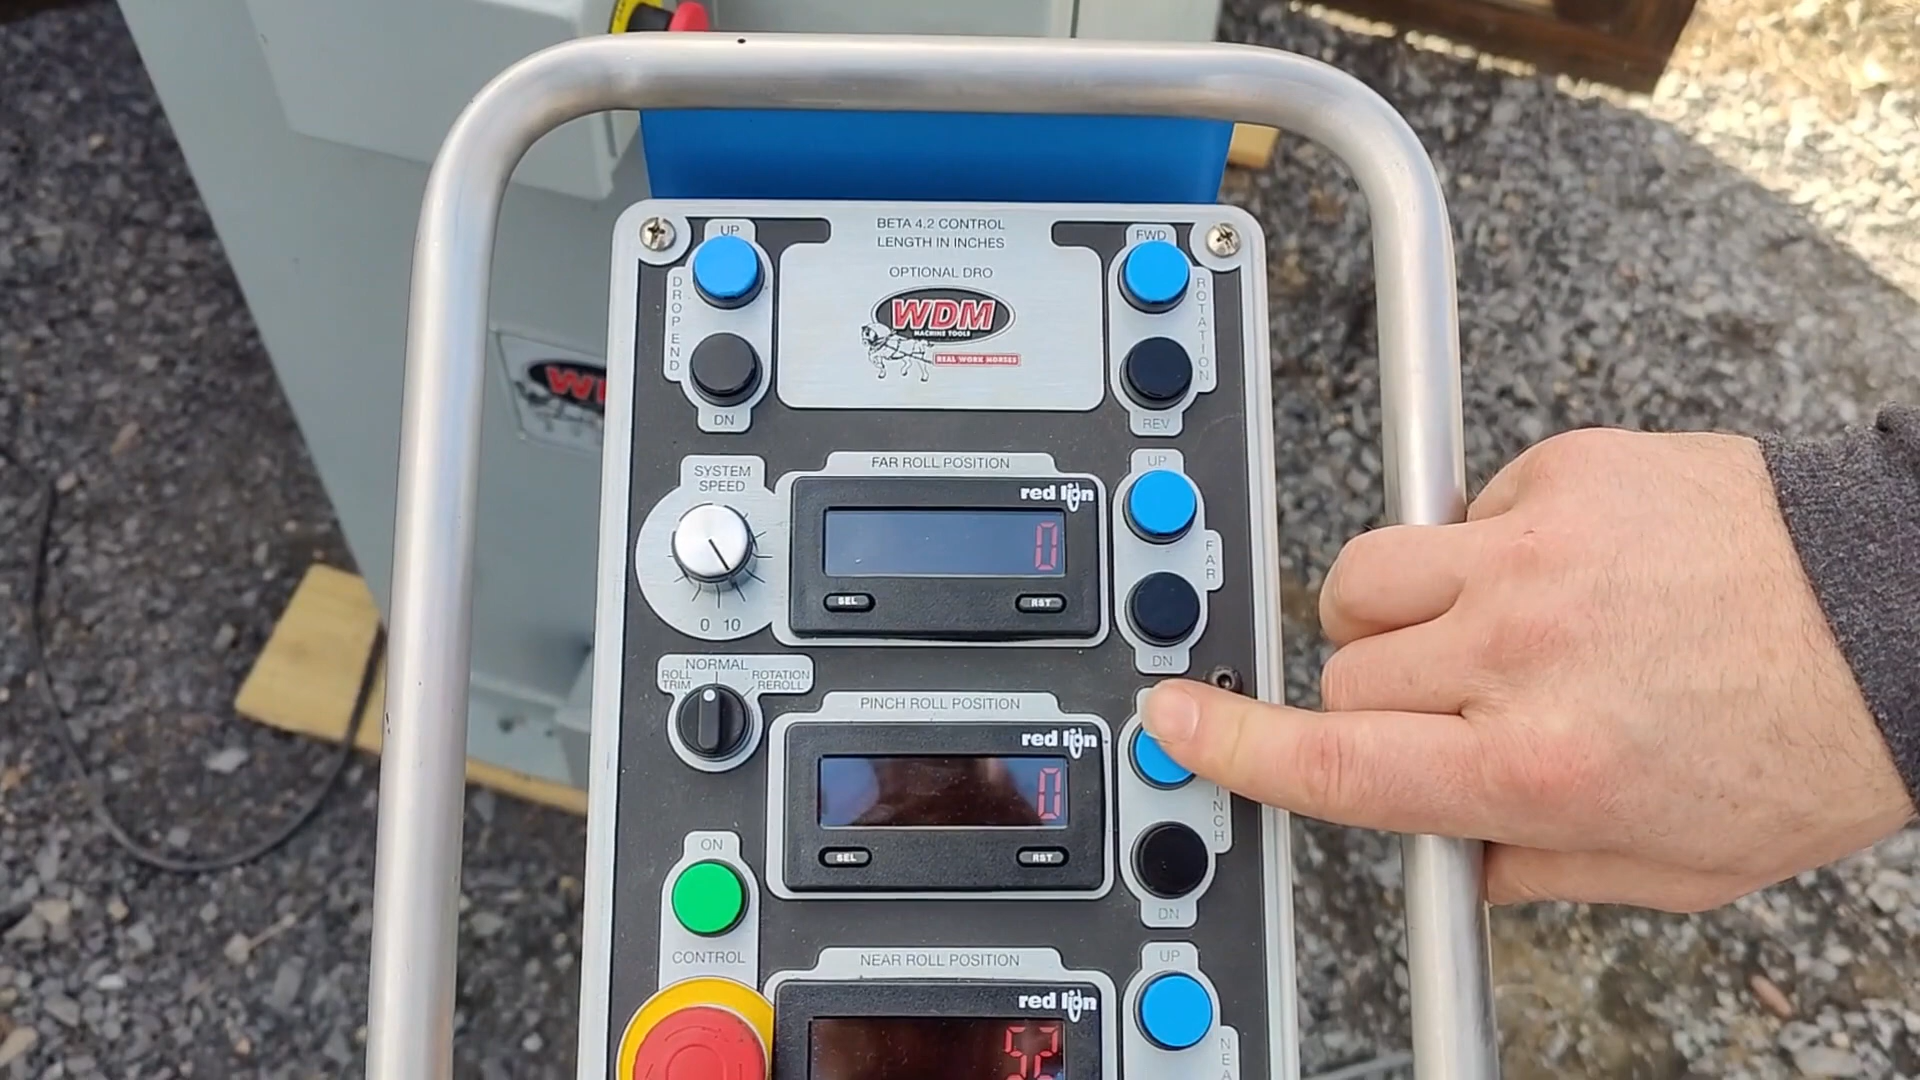 UP
BETA 4.2 CONTROL
LENGTH IN INCHES
OPTIONAL DRO
FWD
DROP END
WDM
MACHINE TOOLS
REAL WORK HORSES
ROTATION
DN
REV
SYSTEM
SPEED
FAR ROLL POSITION
UP
red lion
0
FAR
SEL
RST
0 10
DN
NORMAL
ROLL
TRIM
ROTATION
REROLL
PINCH ROLL POSITION
red lion
0
INCH
SEL
RST
ON
DN
CONTROL
NEAR ROLL POSITION
UP
red lion
52